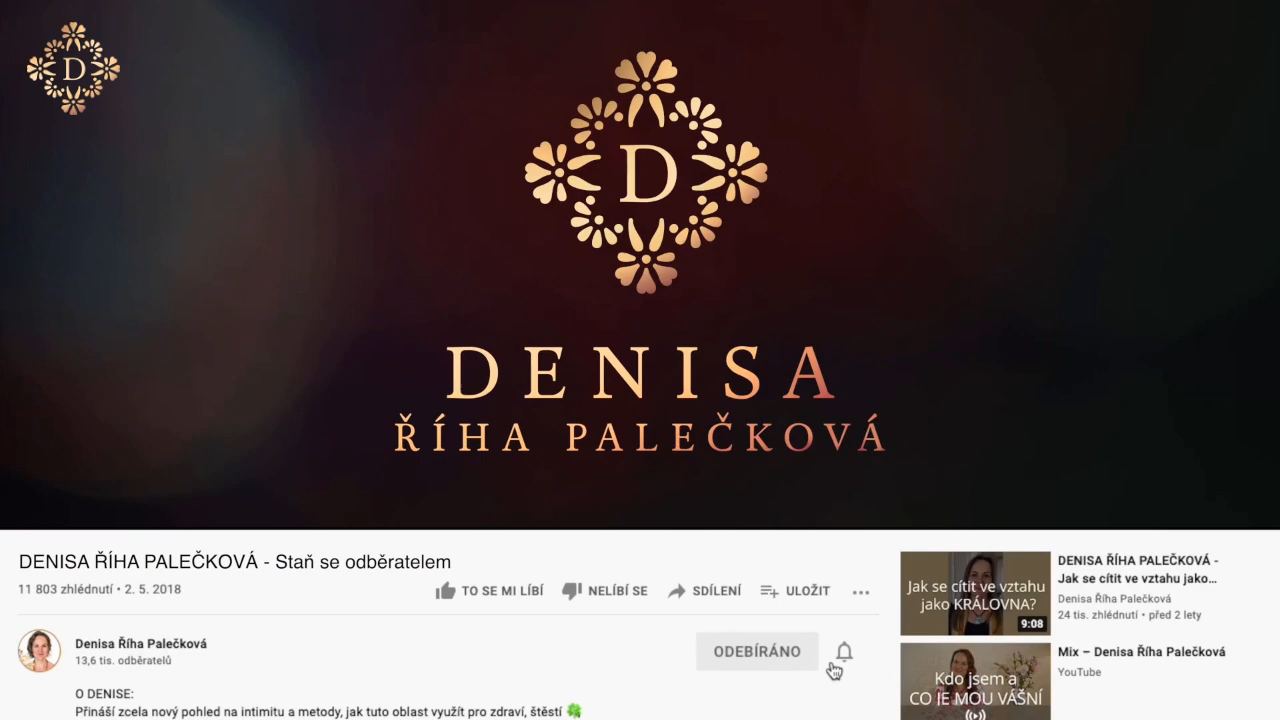 D
D
DENISA
ŘÍHA PALEČKOVÁ
DENISA ŘÍHA PALEČKOVÁ - Staň se odběratelem
11 803 zhlédnutí • 2. 5. 2018
TO SE MI LÍBÍ
NELÍBÍ SE
SDÍLENÍ
ULOŽIT
Denisa Říha Palečková
13,6 tis. odběratelů
ODEBÍRÁNO
O DENISE:
Přináší zcela nový pohled na intimitu a metody, jak tuto oblast využít pro zdraví, štěstí 🍀
Jak se cítit ve vztahu
jako KRÁLOVNA?
9:08
DENISA ŘÍHA PALEČKOVÁ -
Jak se cítit ve vztahu jako…
Denisa Říha Palečková
24 tis. zhlédnutí • před 2 lety
Kdo jsem a
CO JE MOU VÁŠNÍ
Mix – Denisa Říha Palečková
YouTube